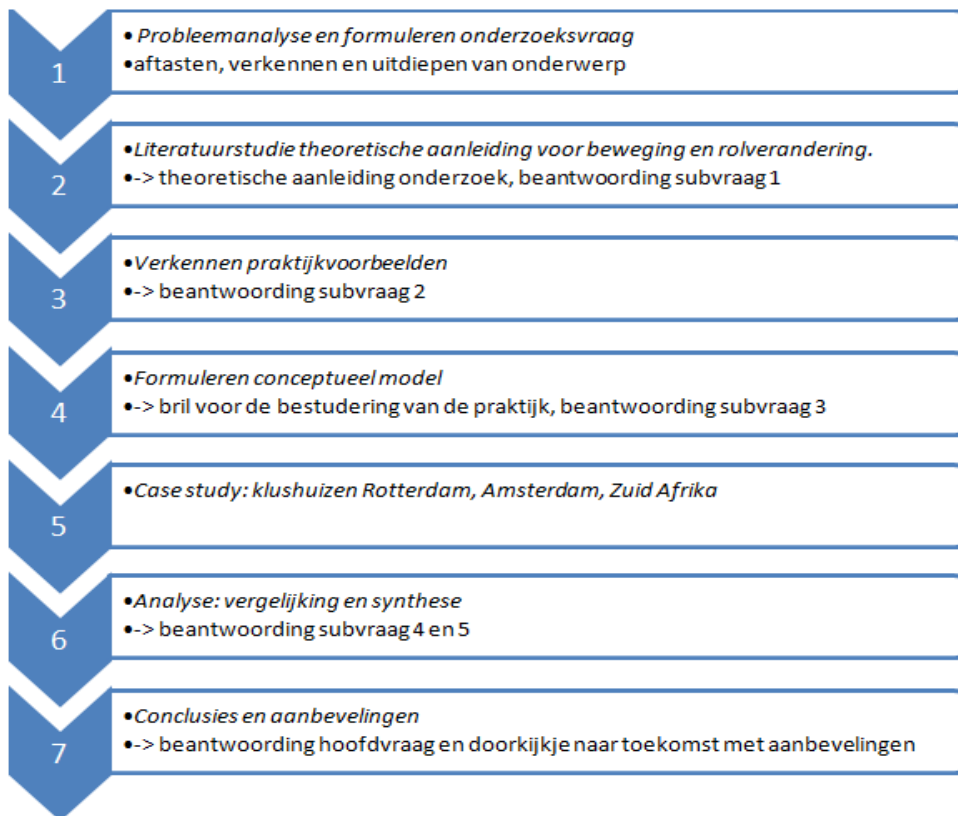 1
• Probleemanalyse en formuleren onderzoeksvraag
•aftasten, verkennen en uitdiepen van onderwerp
2
•Literatuurstudie theoretische aanleiding voor beweging en rolverandering.
•-> theoretische aanleiding onderzoek, beantwoording subvraag 1
3
•Verkennen praktijkvoorbeelden
•-> beantwoording subvraag 2
4
•Formuleren conceptueel model
•-> bril voor de bestudering van de praktijk, beantwoording subvraag 3
5
•Case study: klushuizen Rotterdam, Amsterdam, Zuid Afrika
6
•Analyse: vergelijking en synthese
•-> beantwoording subvraag 4 en 5
7
•Conclusies en aanbevelingen
•-> beantwoording hoofdvraag en doorkijkje naar toekomst met aanbevelingen